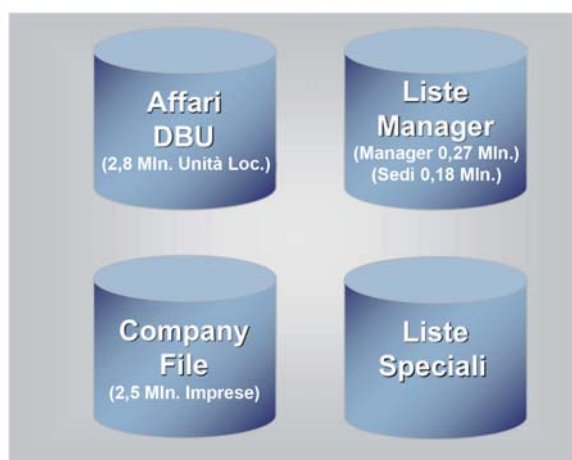 Affari
DBU
(2,8 Mln. Unità Loc.)
Liste
Manager
(Manager 0,27 Mln.)
(Sedi 0,18 Mln.)
Company
File
(2,5 Mln. Imprese)
Liste
Speciali